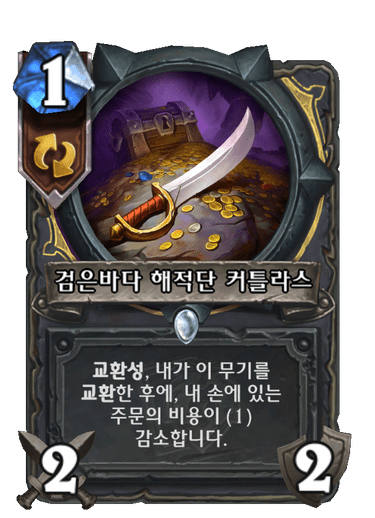 1
검은바다 해적단 커틀라스
교환성, 내가 이 무기를
교환한 후에, 내 손에 있는
주문의 비용이 (1)
감소합니다.
2
2